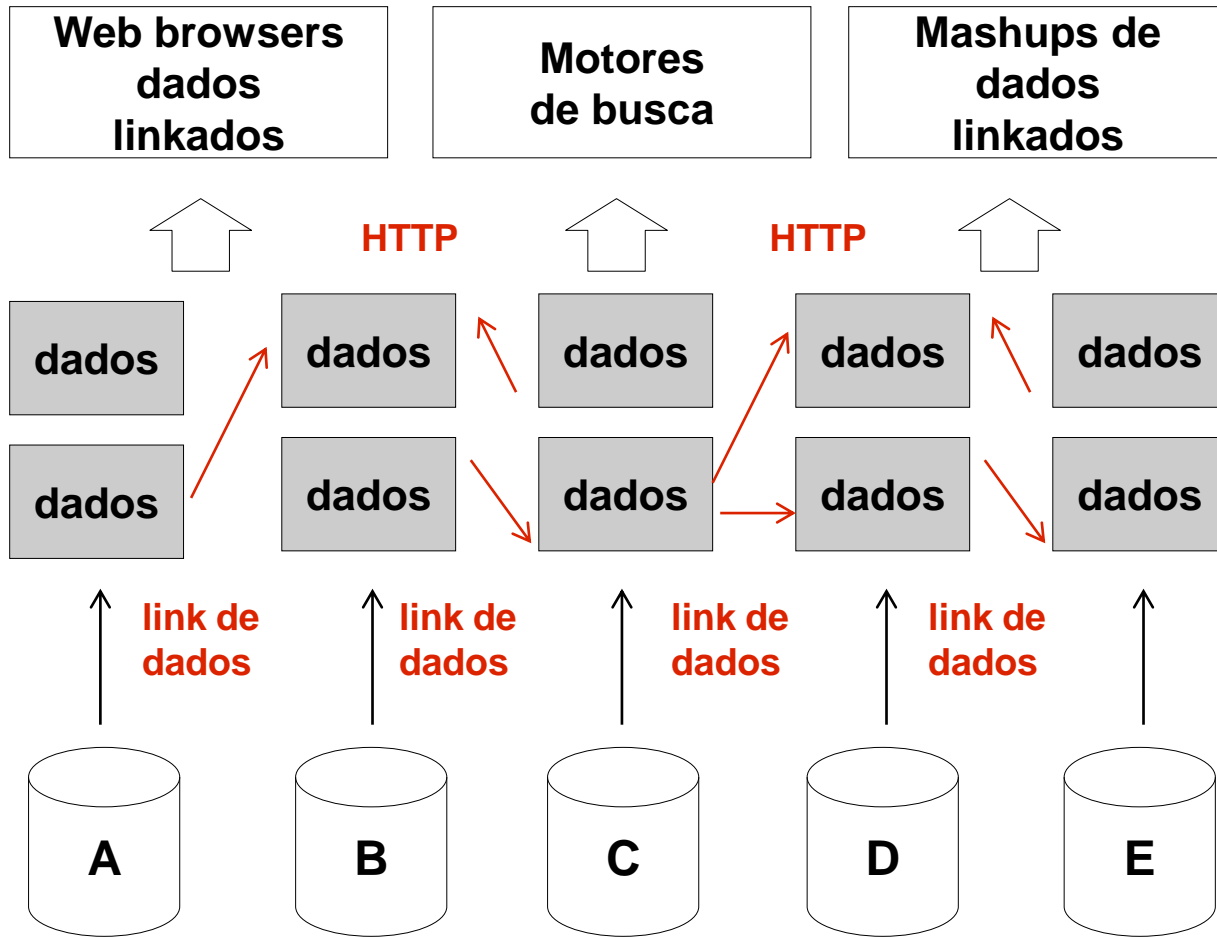 Web browsers
dados
linkados
Motores
de busca
Mashups de
dados
linkados
HTTP
HTTP
dados
dados
dados
dados
dados
dados
dados
dados
dados
dados
link de
dados
link de
dados
link de
dados
link de
dados
A
B
C
D
E